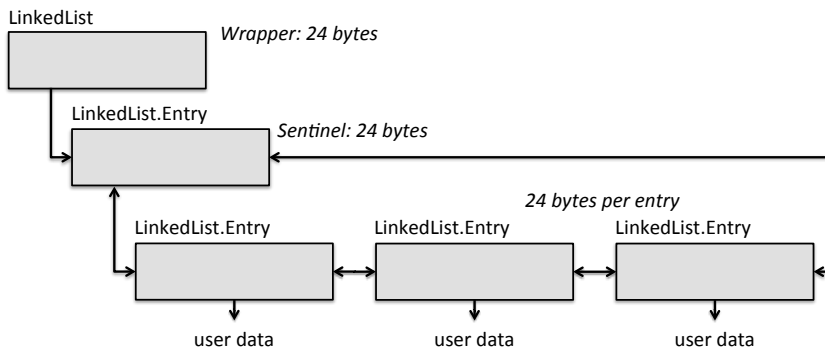 LinkedList
Wrapper: 24 bytes
LinkedList.Entry
Sentinel: 24 bytes
24 bytes per entry
LinkedList.Entry LinkedList.Entry LinkedList.Entry
user data user data user data